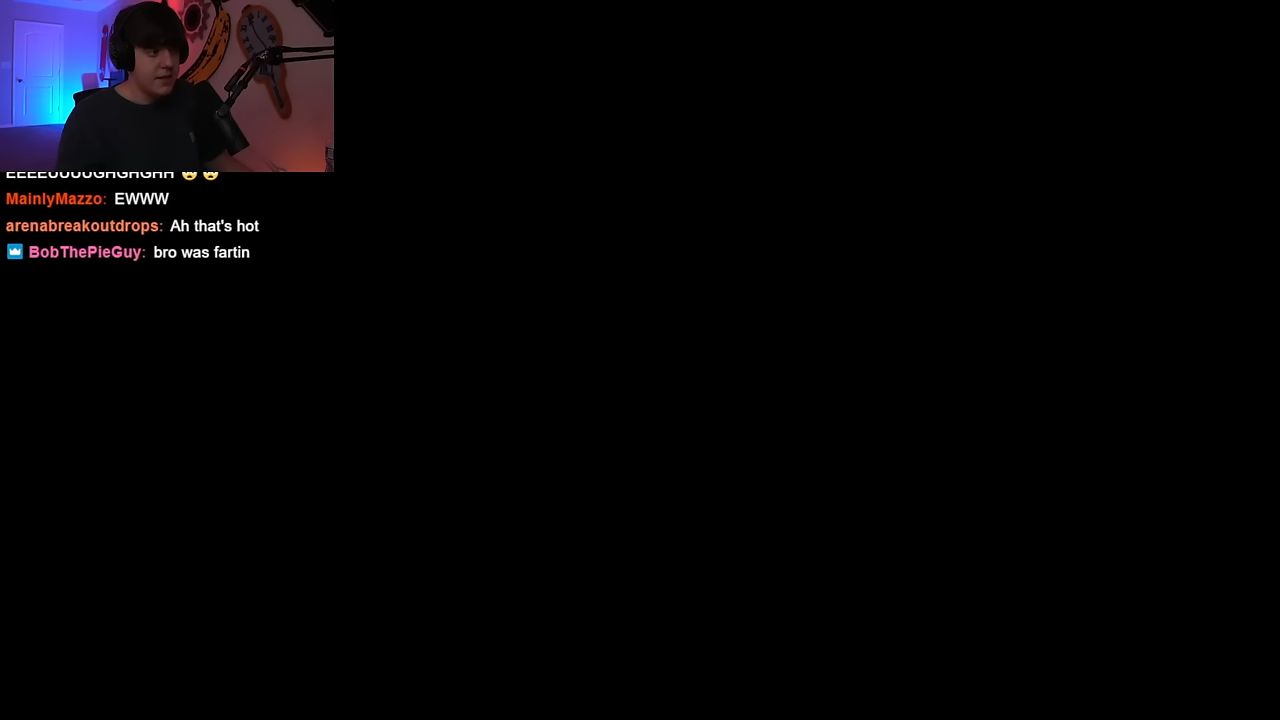 EEEEUUUUGHGHGHH 😨😨
MainlyMazzo: EWWW
arenabreakoutdrops: Ah that's hot
BobThePieGuy: bro was fartin